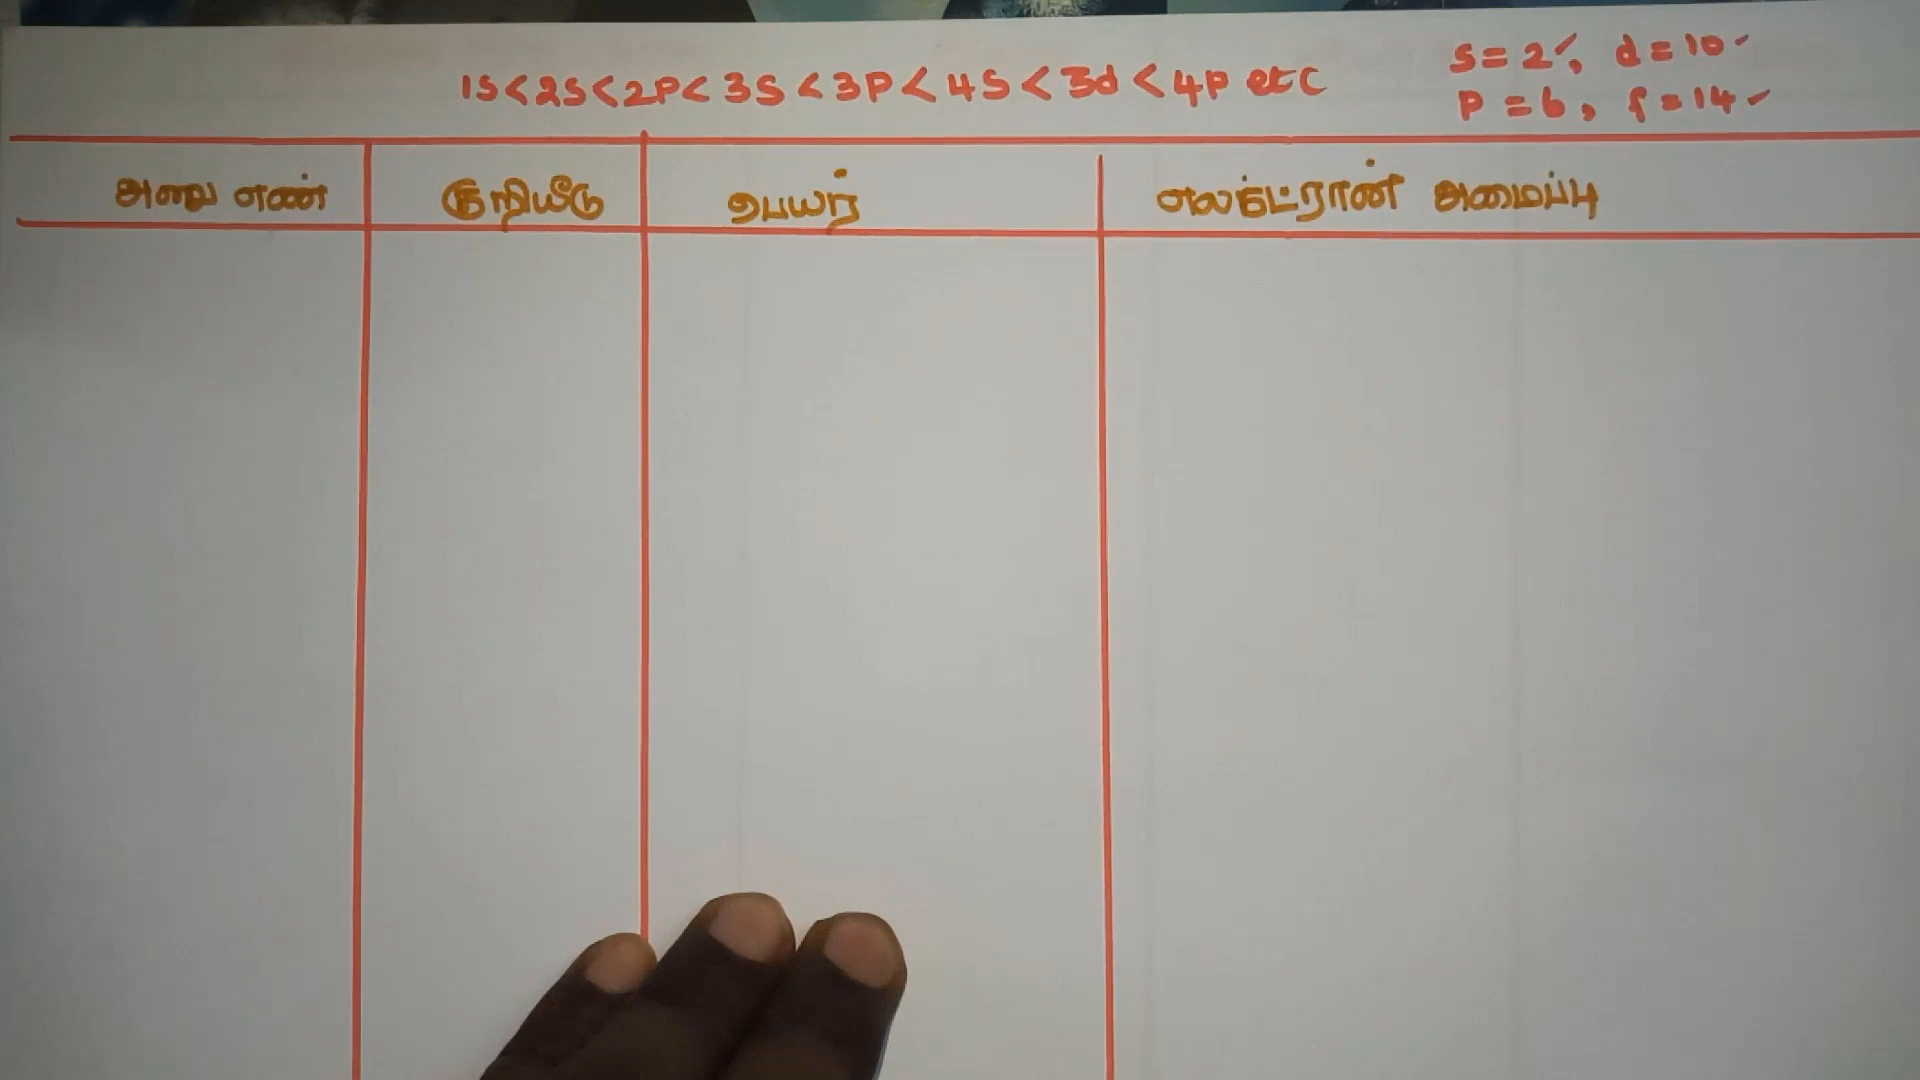 1S<2S<2P<3S<3P<4S<3d<4P etc
S=2✓, d=10✓
P=6, f=14✓
அணு எண் குறியீடு பெயர் எலக்ட்ரான் அமைப்பு